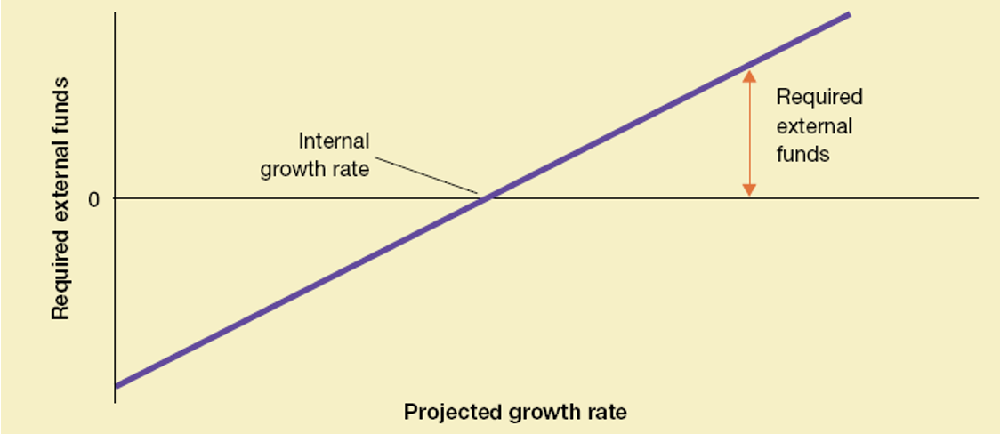 Required external funds
Internal
growth rate
Required
external
funds
0
Projected growth rate